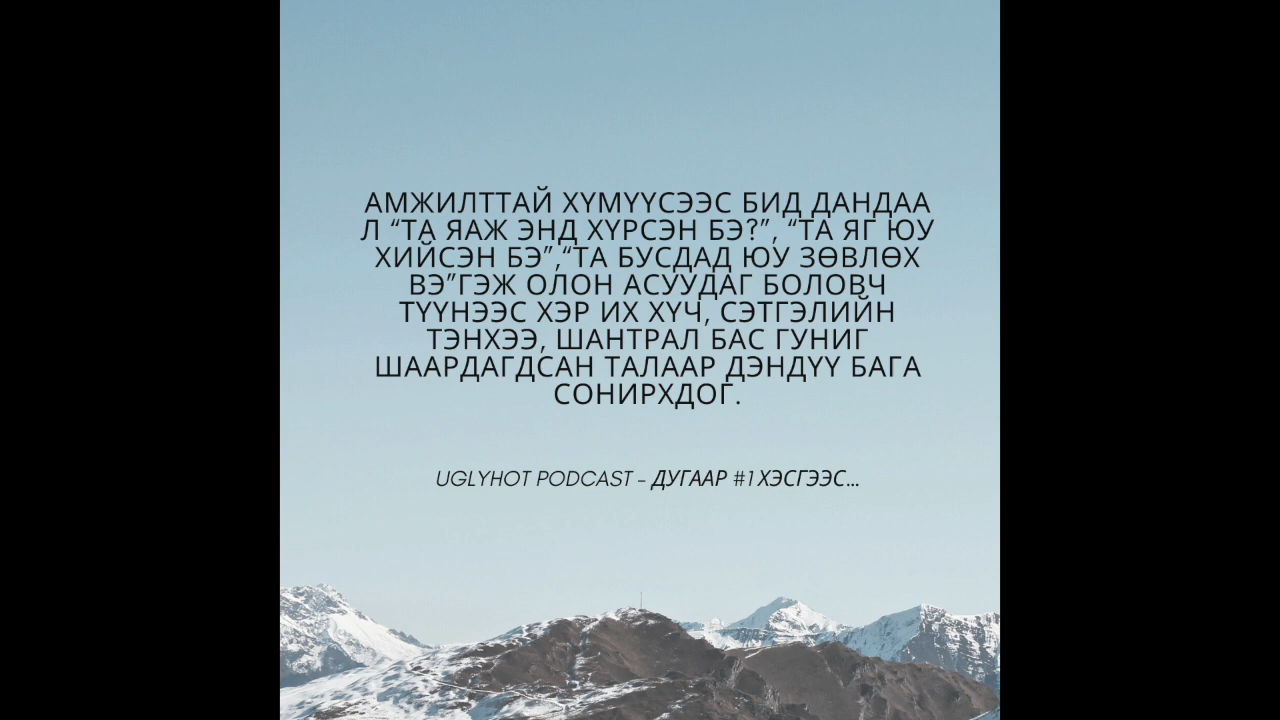 АМЖИЛТТАЙ ХҮМҮҮСЭЭС БИД ДАНДАА
Л “ТА ЯАЖ ЭНД ХҮРСЭН БЭ?”, “ТА ЯГ ЮУ
ХИЙСЭН БЭ”,“ТА БУСДАД ЮУ ЗӨВЛӨХ
ВЭ”ГЭЖ ОЛОН АСУУДАГ БОЛОВЧ
ТҮҮНЭЭС ХЭР ИХ ХҮЧ, СЭТГЭЛИЙН
ТЭНХЭЭ, ШАНТРАЛ БАС ГУНИГ
ШААРДАГДСАН ТАЛААР ДЭНДҮҮ БАГА
СОНИРХДОГ.
UGLYHOT PODCAST - ДУГААР #1 ХЭСГЭЭС...